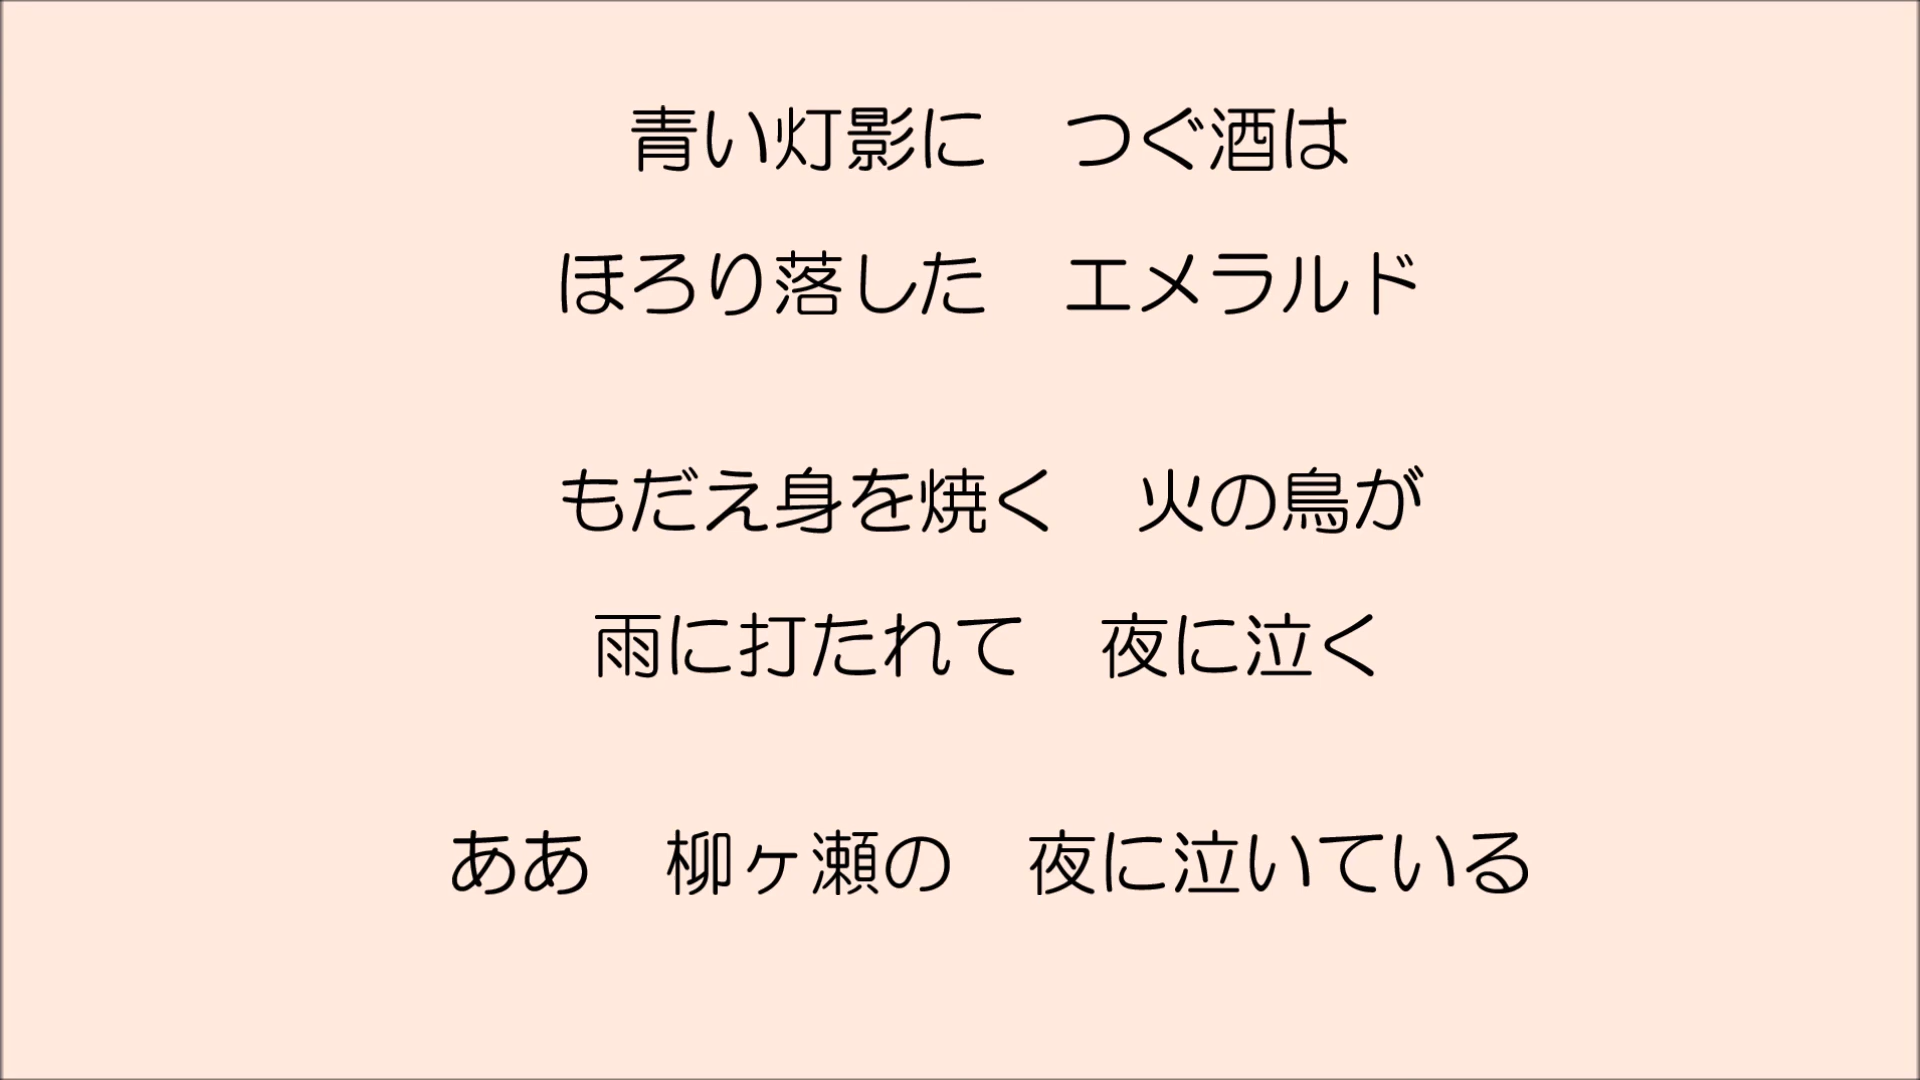 青い灯影に　つぐ酒は
ほろり落した　エメラルド
もだえ身を焼く　火の鳥が
雨に打たれて　夜に泣く
ああ　柳ヶ瀬の　夜に泣いている